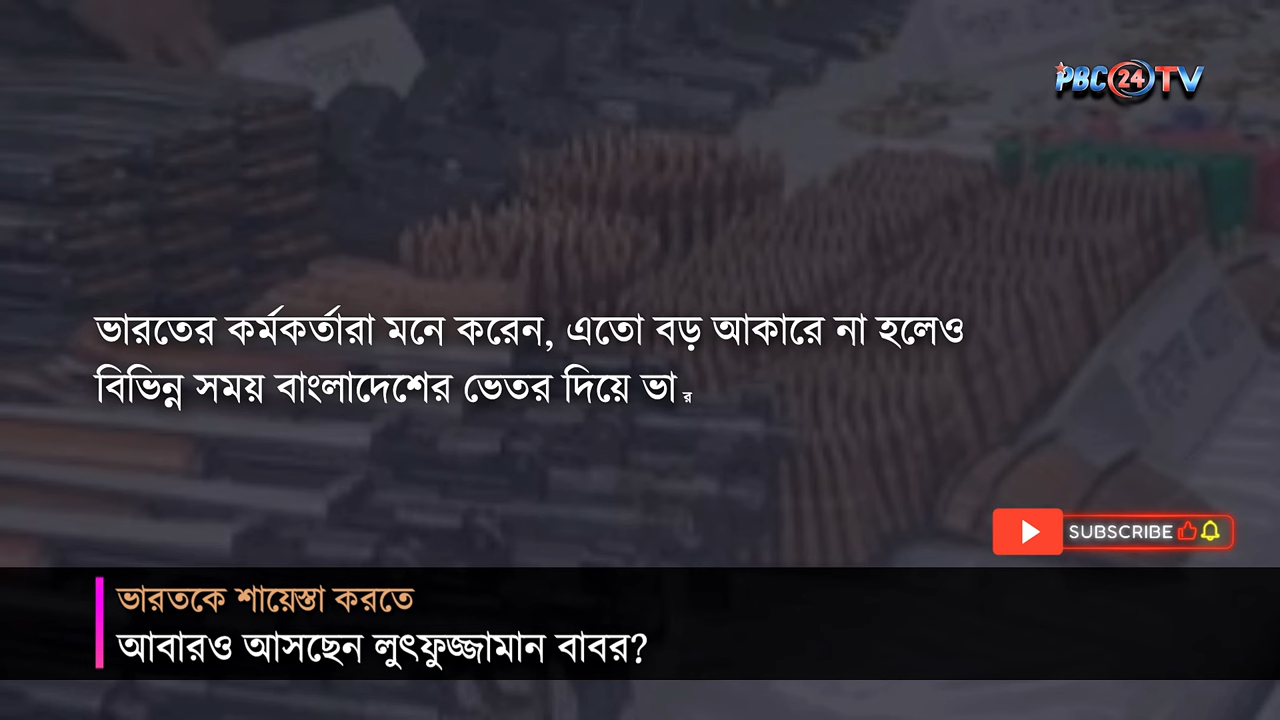 PBC 24 TV
ভারতের কর্মকর্তারা মনে করেন, এতো বড় আকারে না হলেও
বিভিন্ন সময় বাংলাদেশের ভেতর দিয়ে ভার
SUBSCRIBE
ভারতকে শায়েস্তা করতে
আবারও আসছেন লুৎফুজ্জামান বাবর?